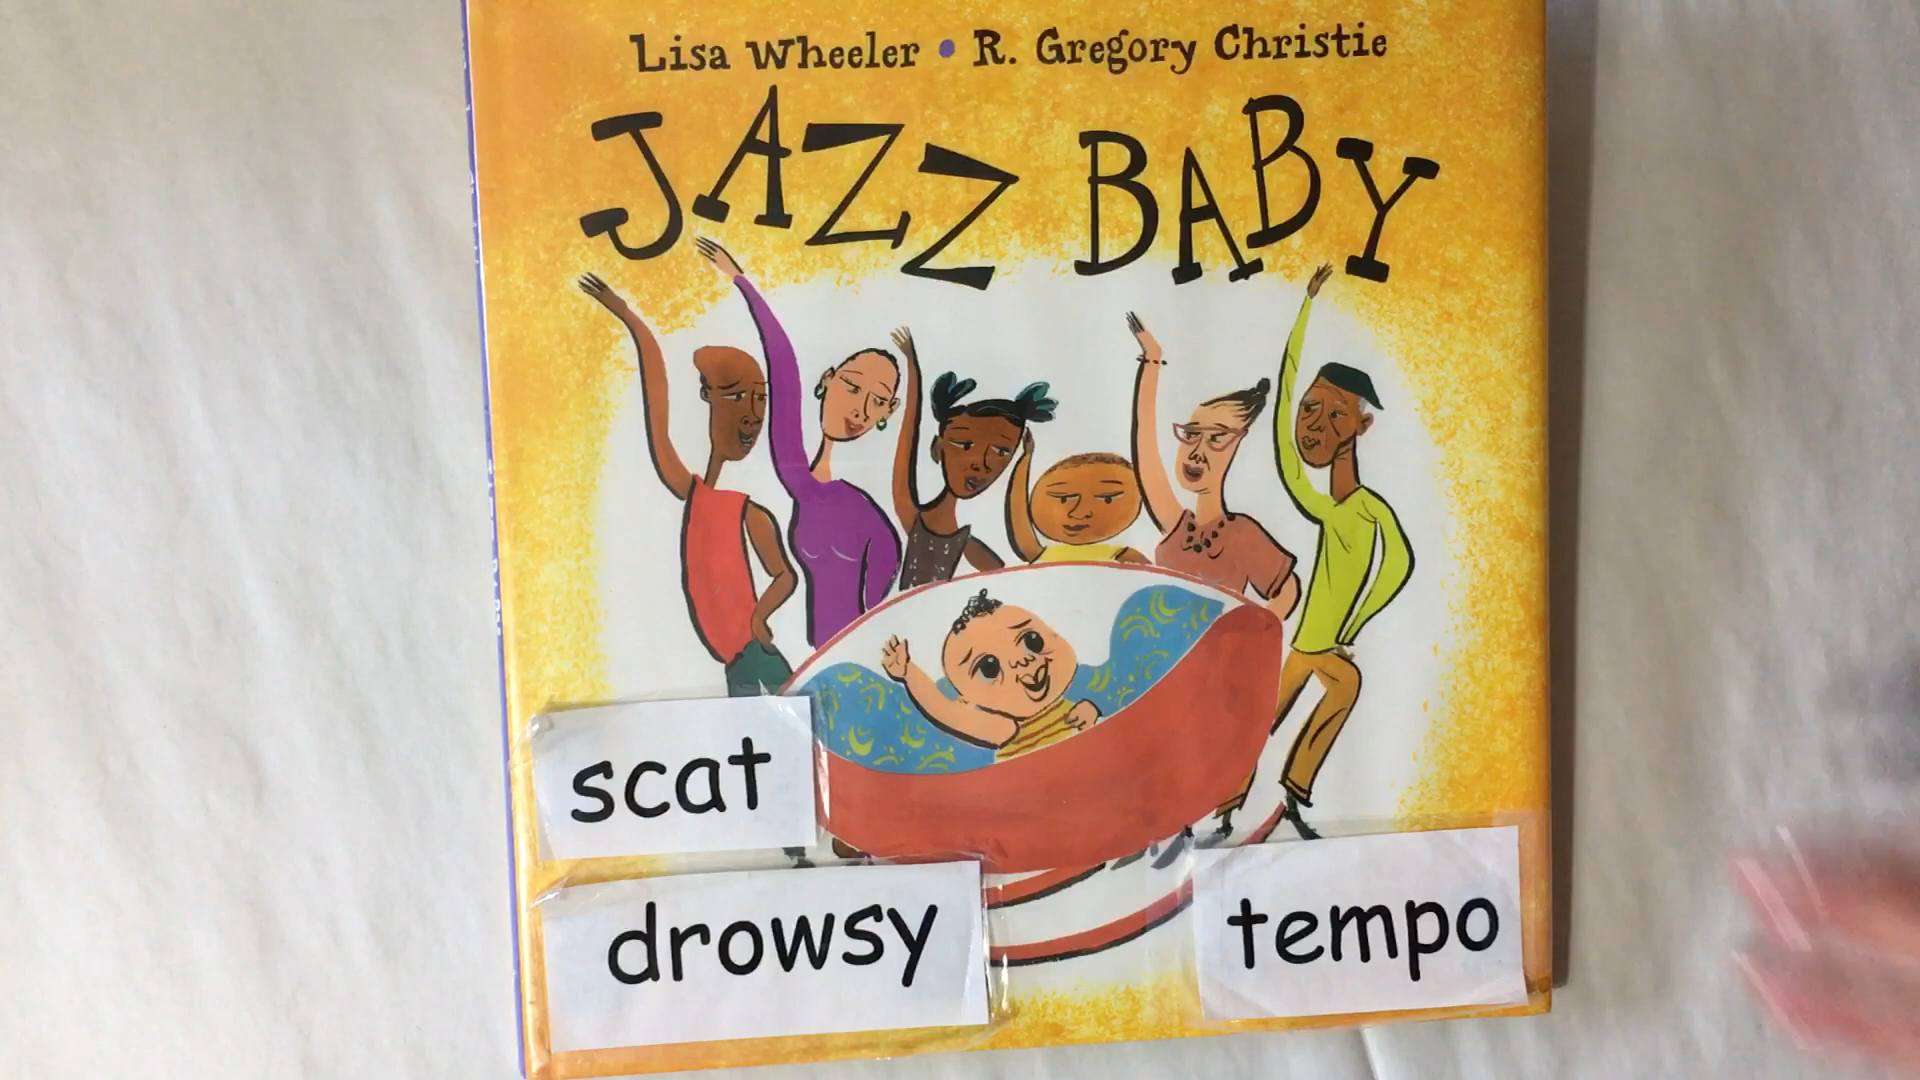 Lisa Wheeler • R. Gregory Christie
JAZZ BABY
scat
drowsy
tempo